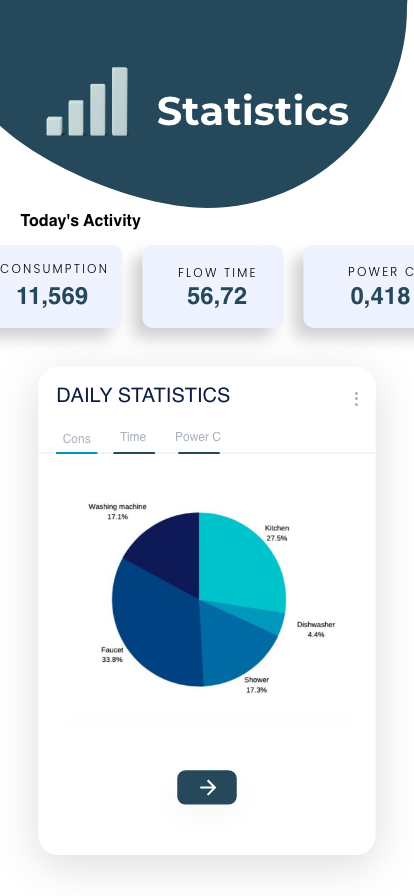 Statistics
Today's Activity
CONSUMPTION
FLOW TIME
POWER C
11,569
56,72
0,418
DAILY STATISTICS
Cons
Time
Power C
Washing machine
17.1%
Kitchen
27.5%
Dishwasher
4.4%
Faucet
33.8%
Shower
17.3%